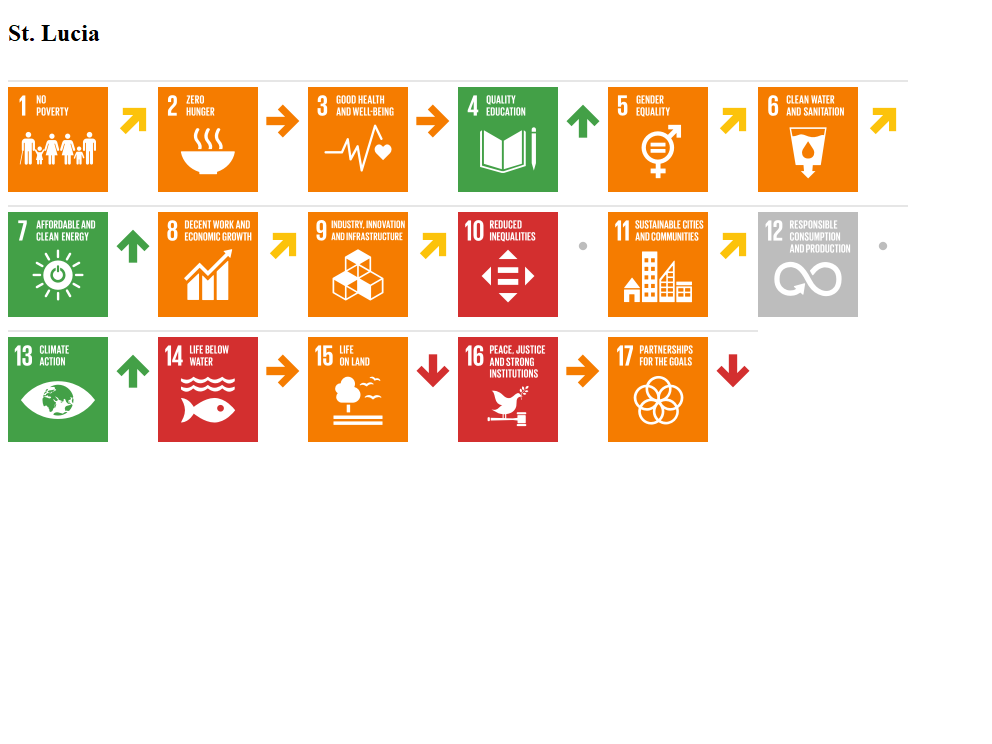 St. Lucia
1 NO
POVERTY
2 ZERO
HUNGER
3 GOOD HEALTH
AND WELL-BEING
4 QUALITY
EDUCATION
5 GENDER
EQUALITY
6 CLEAN WATER
AND SANITATION
7 AFFORDABLE AND
CLEAN ENERGY
8 DECENT WORK AND
ECONOMIC GROWTH
9 INDUSTRY, INNOVATION
AND INFRASTRUCTURE
10 REDUCED
INEQUALITIES
11 SUSTAINABLE CITIES
AND COMMUNITIES
12 RESPONSIBLE
CONSUMPTION
AND PRODUCTION
13 CLIMATE
ACTION
14 LIFE BELOW
WATER
15 LIFE
ON LAND
16 PEACE, JUSTICE
AND STRONG
INSTITUTIONS
17 PARTNERSHIPS
FOR THE GOALS